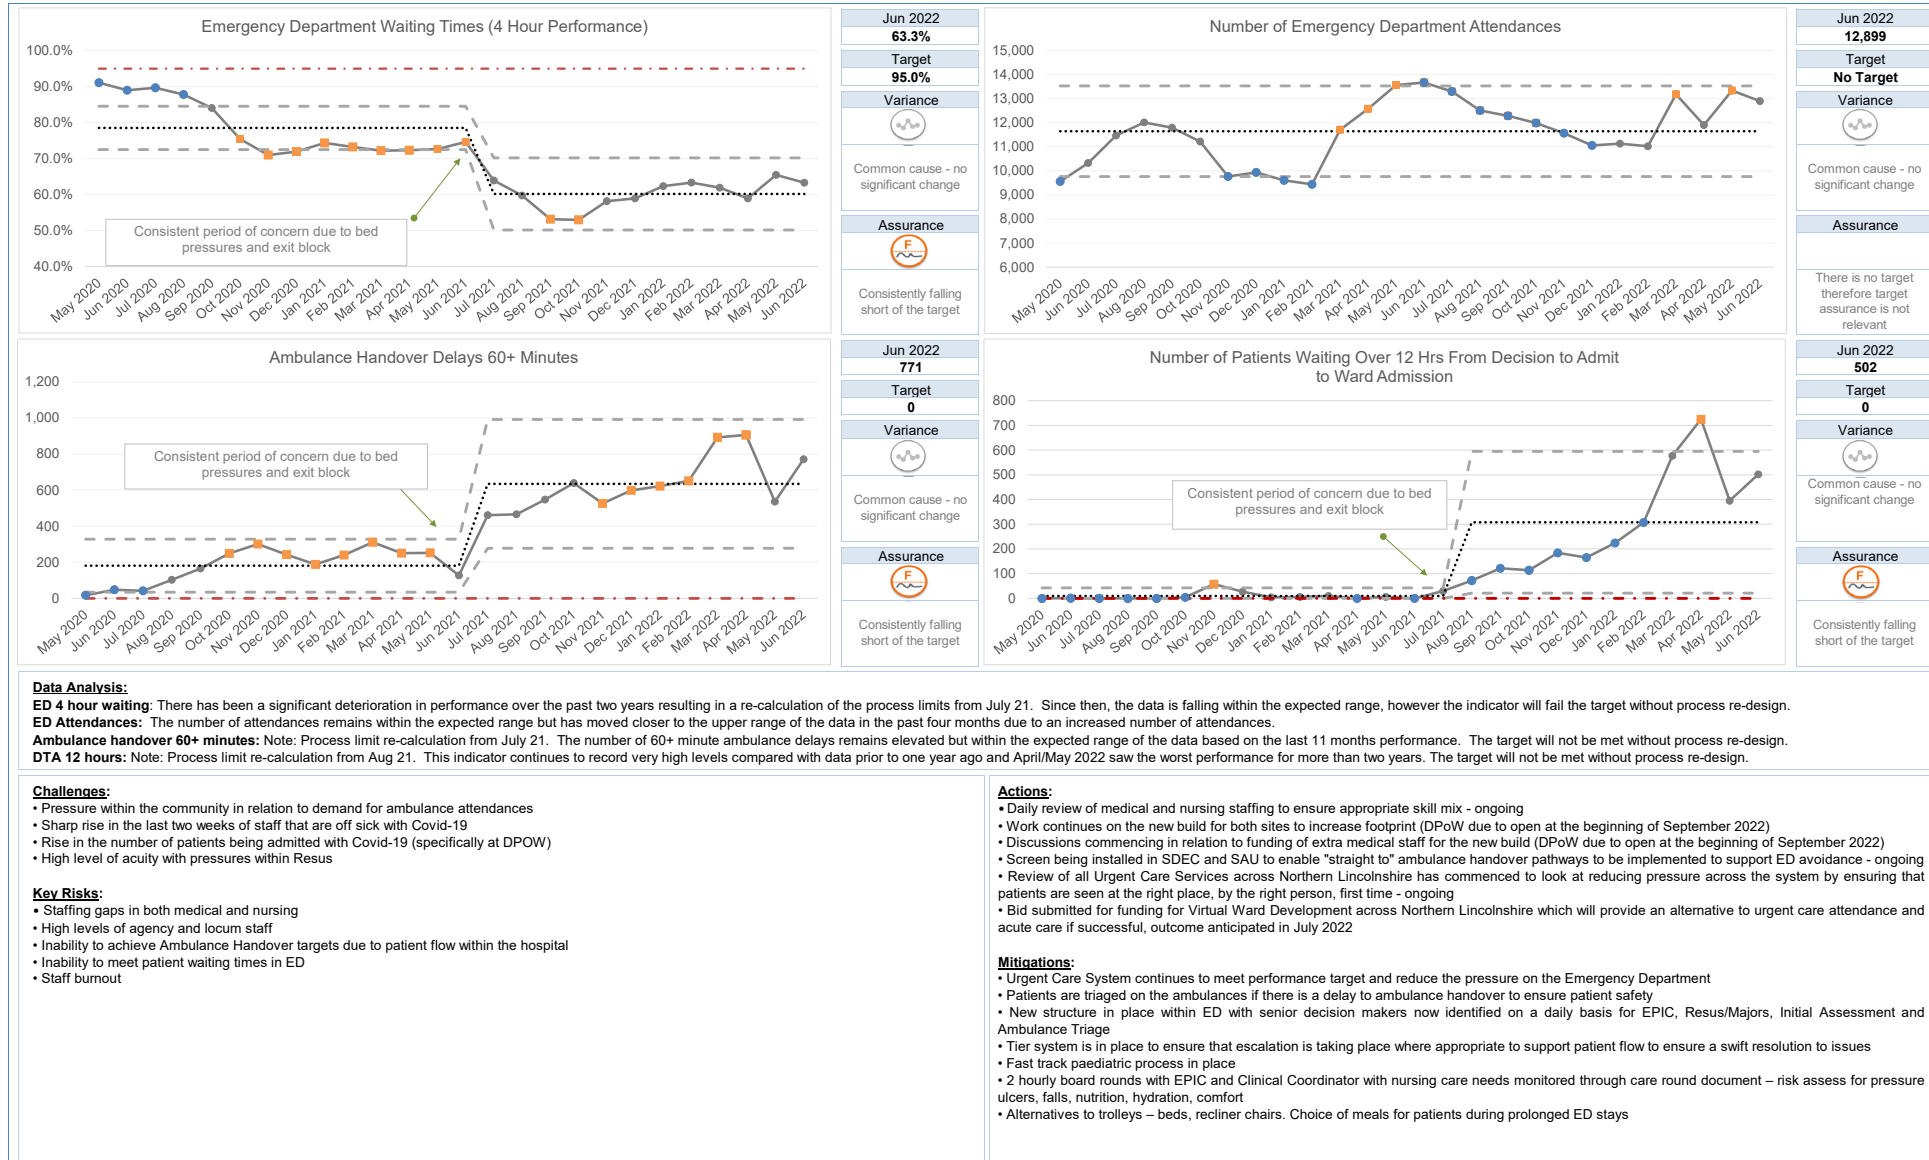 Emergency Department Waiting Times (4 Hour Performance)
100.0%
90.0%
80.0%
70.0%
60.0%
50.0%
40.0%
Consistent period of concern due to bed
pressures and exit block
May 2020
Jun 2020
Jul 2020
Aug 2020
Sep 2020
Oct 2020
Nov 2020
Dec 2020
Jan 2021
Feb 2021
Mar 2021
Apr 2021
May 2021
Jun 2021
Jul 2021
Aug 2021
Sep 2021
Oct 2021
Nov 2021
Dec 2021
Jan 2022
Feb 2022
Mar 2022
Apr 2022
May 2022
Jun 2022
Jun 2022
63.3%
Target
95.0%
Variance
Common cause - no
significant change
Assurance
F
Consistently falling
short of the target
Number of Emergency Department Attendances
15,000
14,000
13,000
12,000
11,000
10,000
9,000
8,000
7,000
6,000
May 2020
Jun 2020
Jul 2020
Aug 2020
Sep 2020
Oct 2020
Nov 2020
Dec 2020
Jan 2021
Feb 2021
Mar 2021
Apr 2021
May 2021
Jun 2021
Jul 2021
Aug 2021
Sep 2021
Oct 2021
Nov 2021
Dec 2021
Jan 2022
Feb 2022
Mar 2022
Apr 2022
May 2022
Jun 2022
Jun 2022
12,899
Target
No Target
Variance
Common cause - no
significant change
Assurance
There is no target
therefore target
assurance is not
relevant
Ambulance Handover Delays 60+ Minutes
1,200
1,000
800
600
400
200
0
Consistent period of concern due to bed
pressures and exit block
May 2020
Jun 2020
Jul 2020
Aug 2020
Sep 2020
Oct 2020
Nov 2020
Dec 2020
Jan 2021
Feb 2021
Mar 2021
Apr 2021
May 2021
Jun 2021
Jul 2021
Aug 2021
Sep 2021
Oct 2021
Nov 2021
Dec 2021
Jan 2022
Feb 2022
Mar 2022
Apr 2022
May 2022
Jun 2022
Jun 2022
771
Target
0
Variance
Common cause - no
significant change
Assurance
F
Consistently falling
short of the target
Number of Patients Waiting Over 12 Hrs From Decision to Admit
to Ward Admission
800
700
600
500
400
300
200
100
0
Consistent period of concern due to bed
pressures and exit block
May 2020
Jun 2020
Jul 2020
Aug 2020
Sep 2020
Oct 2020
Nov 2020
Dec 2020
Jan 2021
Feb 2021
Mar 2021
Apr 2021
May 2021
Jun 2021
Jul 2021
Aug 2021
Sep 2021
Oct 2021
Nov 2021
Dec 2021
Jan 2022
Feb 2022
Mar 2022
Apr 2022
May 2022
Jun 2022
Jun 2022
502
Target
0
Variance
Common cause - no
significant change
Assurance
F
Consistently falling
short of the target
Data Analysis:
ED 4 hour waiting: There has been a significant deterioration in performance over the past two years resulting in a re-calculation of the process limits from July 21. Since then, the data is falling within the expected range, however the indicator will fail the target without process re-design.
ED Attendances: The number of attendances remains within the expected range but has moved closer to the upper range of the data in the past four months due to an increased number of attendances.
Ambulance handover 60+ minutes: Note: Process limit re-calculation from July 21. The number of 60+ minute ambulance delays remains elevated but within the expected range of the data based on the last 11 months performance. The target will not be met without process re-design.
DTA 12 hours: Note: Process limit re-calculation from Aug 21. This indicator continues to record very high levels compared with data prior to one year ago and April/May 2022 saw the worst performance for more than two years. The target will not be met without process re-design.
Challenges:
• Pressure within the community in relation to demand for ambulance attendances
• Sharp rise in the last two weeks of staff that are off sick with Covid-19
• Rise in the number of patients being admitted with Covid-19 (specifically at DPOW)
• High level of acuity with pressures within Resus
Key Risks:
• Staffing gaps in both medical and nursing
• High levels of agency and locum staff
• Inability to achieve Ambulance Handover targets due to patient flow within the hospital
• Inability to meet patient waiting times in ED
• Staff burnout
Actions:
• Daily review of medical and nursing staffing to ensure appropriate skill mix - ongoing
• Work continues on the new build for both sites to increase footprint (DPoW due to open at the beginning of September 2022)
• Discussions commencing in relation to funding of extra medical staff for the new build (DPoW due to open at the beginning of September 2022)
• Screen being installed in SDEC and SAU to enable "straight to" ambulance handover pathways to be implemented to support ED avoidance - ongoing
• Review of all Urgent Care Services across Northern Lincolnshire has commenced to look at reducing pressure across the system by ensuring that
patients are seen at the right place, by the right person, first time - ongoing
• Bid submitted for funding for Virtual Ward Development across Northern Lincolnshire which will provide an alternative to urgent care attendance and
acute care if successful, outcome anticipated in July 2022
Mitigations:
• Urgent Care System continues to meet performance target and reduce the pressure on the Emergency Department
• Patients are triaged on the ambulances if there is a delay to ambulance handover to ensure patient safety
• New structure in place within ED with senior decision makers now identified on a daily basis for EPIC, Resus/Majors, Initial Assessment and
Ambulance Triage
• Tier system is in place to ensure that escalation is taking place where appropriate to support patient flow to ensure a swift resolution to issues
• Fast track paediatric process in place
• 2 hourly board rounds with EPIC and Clinical Coordinator with nursing care needs monitored through care round document – risk assess for pressure
ulcers, falls, nutrition, hydration, comfort
• Alternatives to trolleys – beds, recliner chairs. Choice of meals for patients during prolonged ED stays